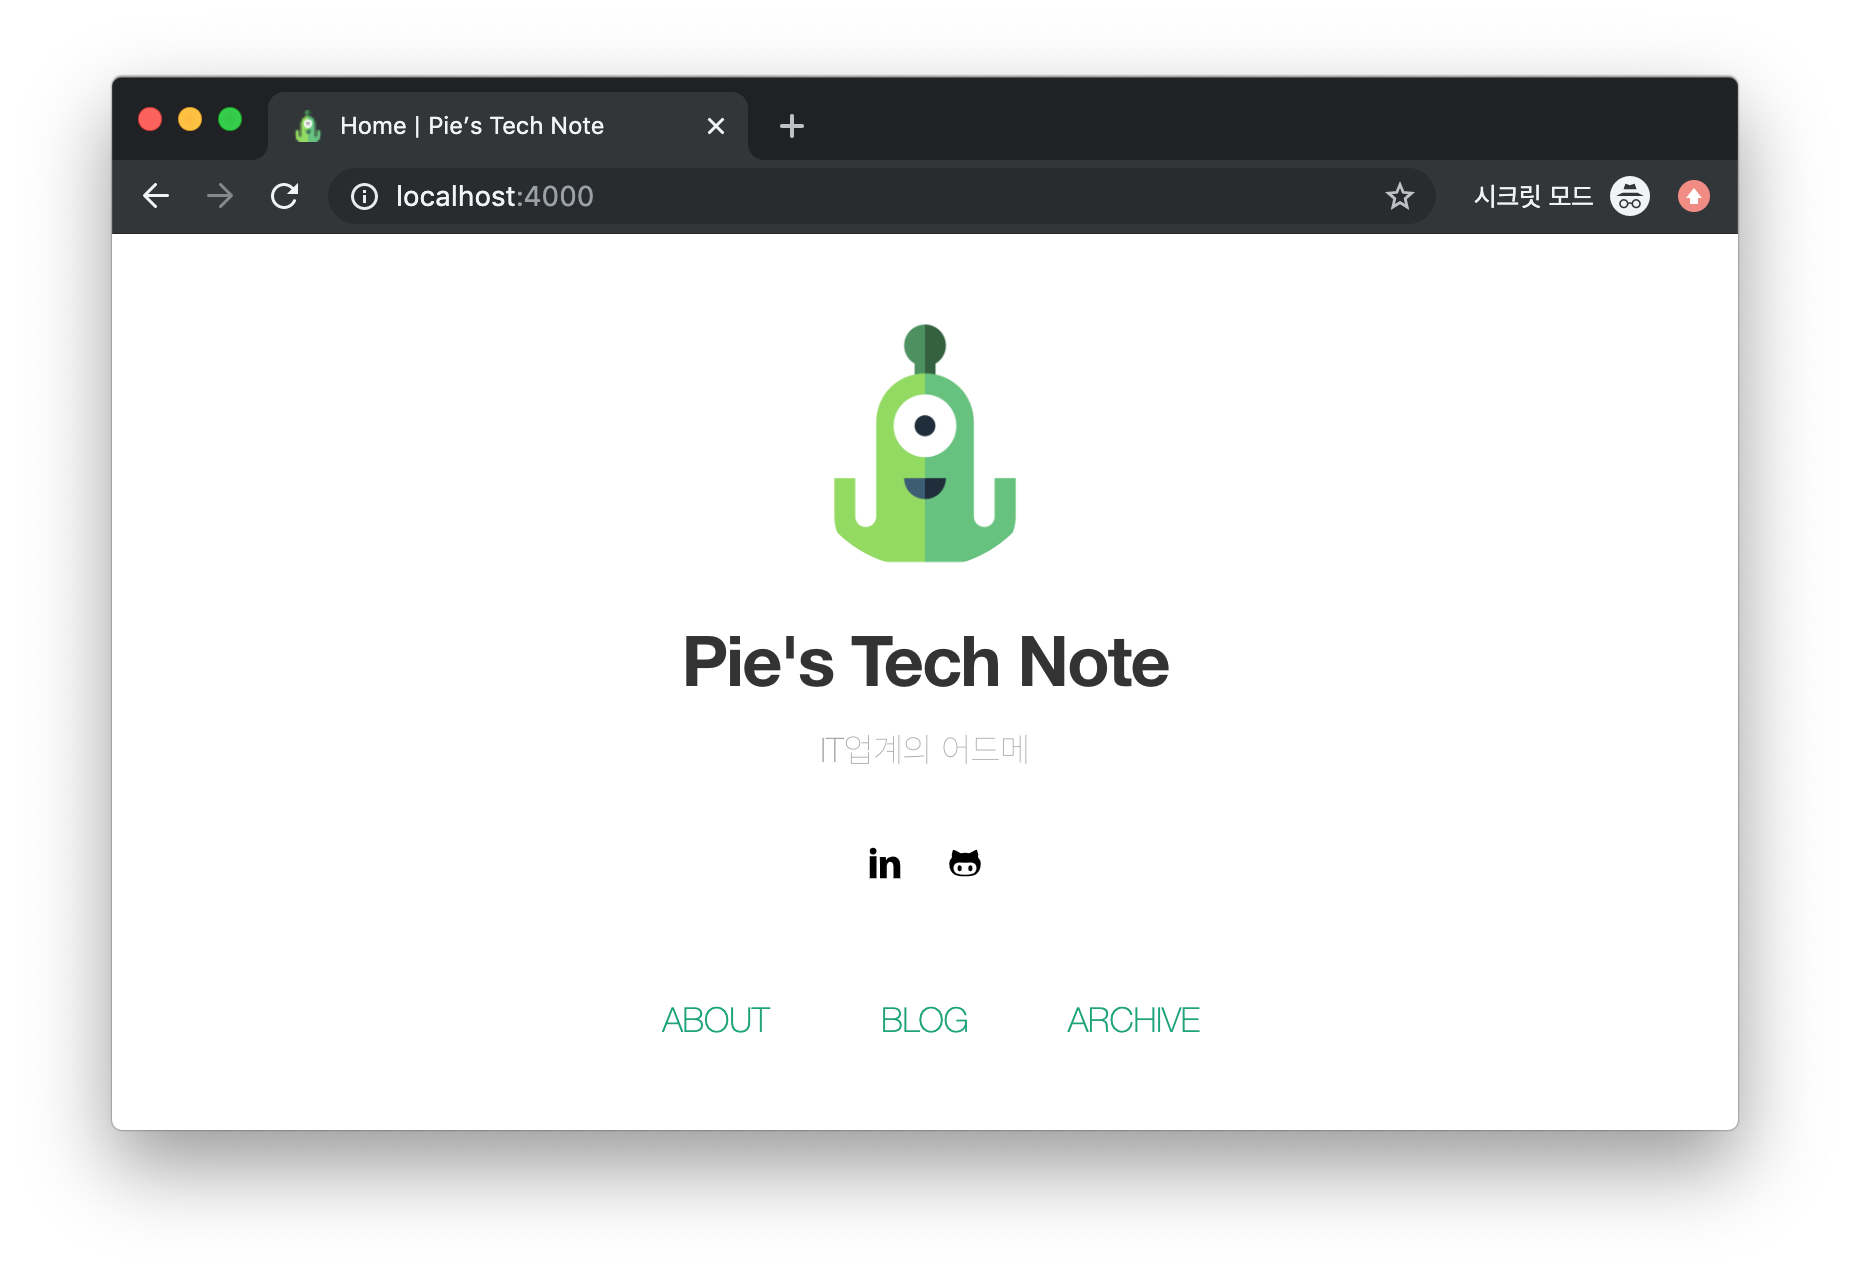 Home | Pie’s Tech Note
localhost:4000
시크릿 모드
Pie's Tech Note
IT업계의 어드메
in
ABOUT BLOG ARCHIVE